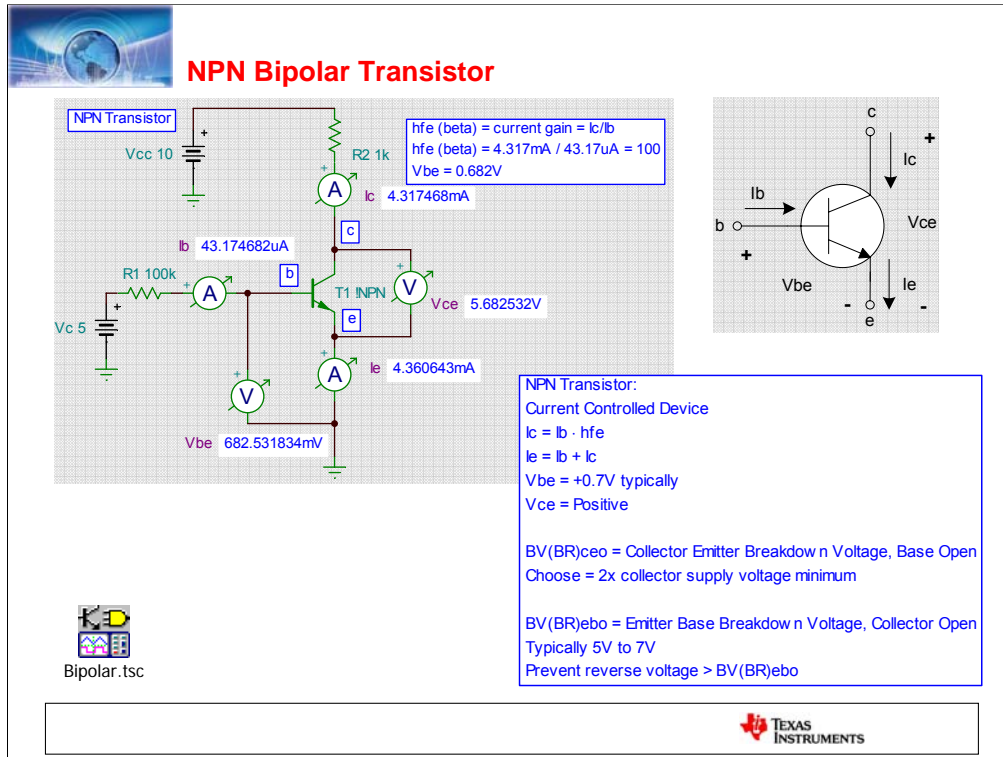 NPN Bipolar Transistor
NPN Transistor
Vcc 10
+
R2 1k
hfe (beta) = current gain = Ic/Ib
hfe (beta) = 4.317mA / 43.17uA = 100
Vbe = 0.682V
+
A
Ic 4.317468mA
c
Ib 43.174682uA
R1 100k
+
A
b
T1 !NPN
+
V
Vce 5.682532V
e
Vc 5
+
+
A
Ie 4.360643mA
+
V
Vbe 682.531834mV
c
+
Ic
Ib
b
+
Vce
Vbe
Ie
-
-
e
NPN Transistor:
Current Controlled Device
Ic = Ib · hfe
Ie = Ib + Ic
Vbe = +0.7V typically
Vce = Positive
BV(BR)ceo = Collector Emitter Breakdown Voltage, Base Open
Choose = 2x collector supply voltage minimum
BV(BR)ebo = Emitter Base Breakdown Voltage, Collector Open
Typically 5V to 7V
Prevent reverse voltage > BV(BR)ebo
Bipolar.tsc
TEXAS
INSTRUMENTS